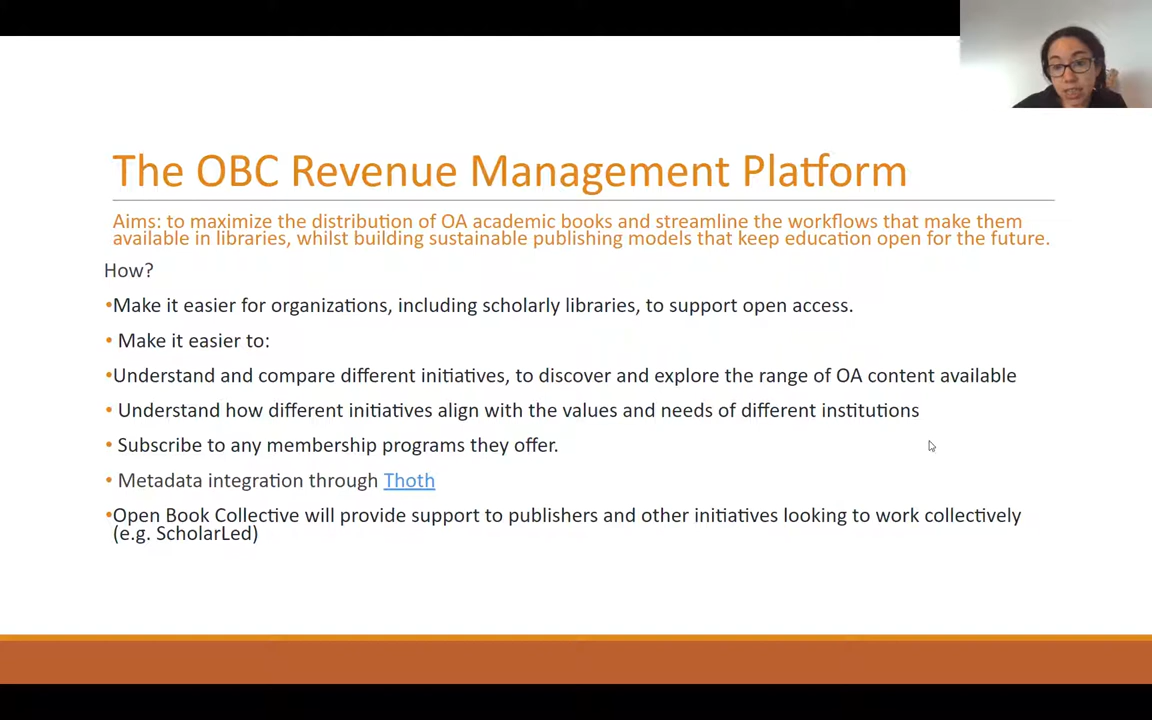 The OBC Revenue Management Platform
Aims: to maximize the distribution of OA academic books and streamline the workflows that make them
available in libraries, whilst building sustainable publishing models that keep education open for the future.
How?
•Make it easier for organizations, including scholarly libraries, to support open access.
• Make it easier to:
•Understand and compare different initiatives, to discover and explore the range of OA content available
• Understand how different initiatives align with the values and needs of different institutions
• Subscribe to any membership programs they offer.
• Metadata integration through Thoth
•Open Book Collective will provide support to publishers and other initiatives looking to work collectively
(e.g. ScholarLed)